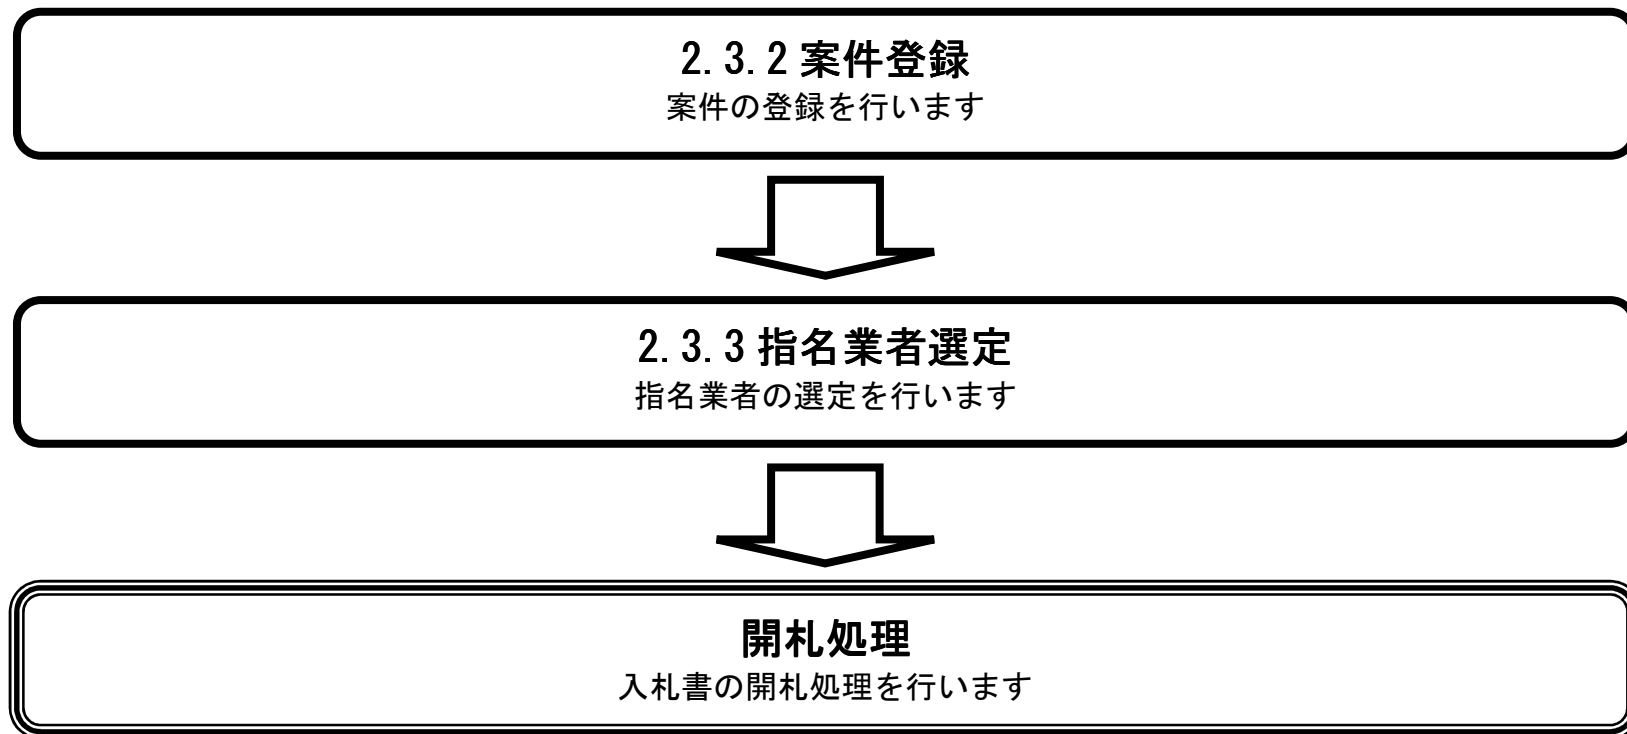 2.3.2 案件登録
案件の登録を行います
2.3.3 指名業者選定
指名業者の選定を行います
開札処理
入札書の開札処理を行います